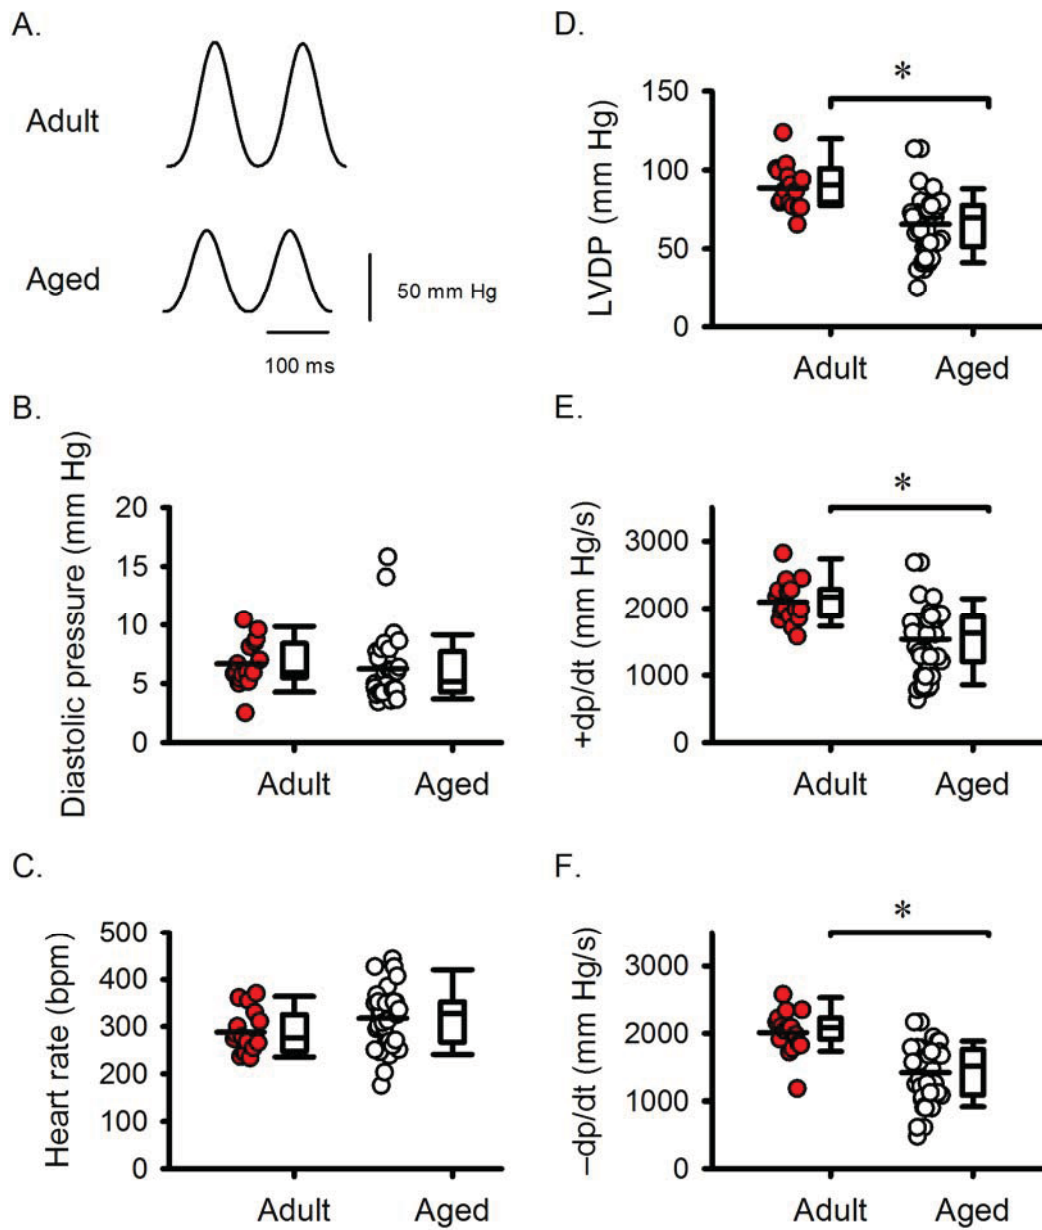 A.
Adult
Aged
50 mm Hg
100 ms
B.
Diastolic pressure (mm Hg)
20
15
10
5
0
Adult Aged
C.
Heart rate (bpm)
500
400
300
200
100
0
Adult Aged
D.
*
LVDP (mm Hg)
150
100
50
0
Adult Aged
E.
*
+dp/dt (mm Hg/s)
3000
2000
1000
0
Adult Aged
F.
*
–dp/dt (mm Hg/s)
3000
2000
1000
0
Adult Aged